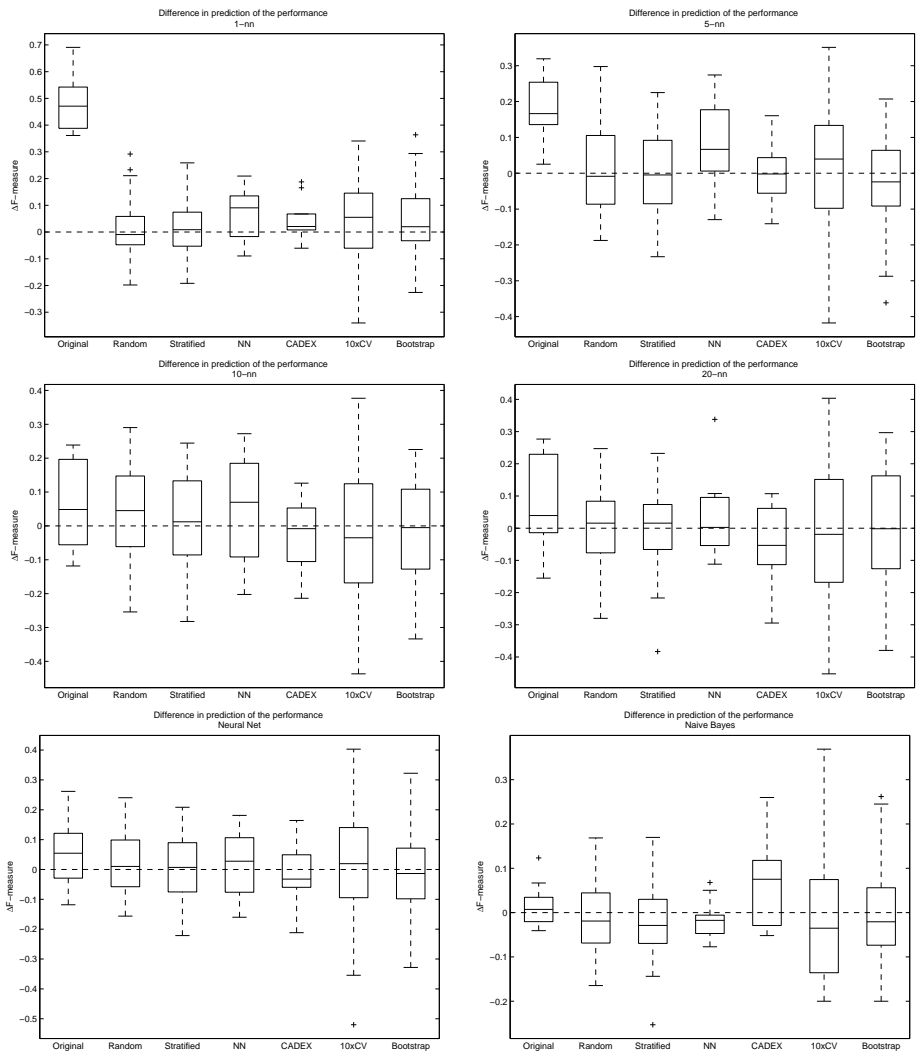 Difference in prediction of the performance
1−nn
0.7
0.6
0.5
0.4
0.3
0.2
0.1
0
−0.1
−0.2
−0.3
ΔF−measure
Original Random Stratified NN CADEX 10xCV Bootstrap
Difference in prediction of the performance
5−nn
0.3
0.2
0.1
0
−0.1
−0.2
−0.3
−0.4
ΔF−measure
Original Random Stratified NN CADEX 10xCV Bootstrap
Difference in prediction of the performance
10−nn
0.4
0.3
0.2
0.1
0
−0.1
−0.2
−0.3
−0.4
ΔF−measure
Original Random Stratified NN CADEX 10xCV Bootstrap
Difference in prediction of the performance
20−nn
0.4
0.3
0.2
0.1
0
−0.1
−0.2
−0.3
−0.4
ΔF−measure
Original Random Stratified NN CADEX 10xCV Bootstrap
Difference in prediction of the performance
Neural Net
0.4
0.3
0.2
0.1
0
−0.1
−0.2
−0.3
−0.4
−0.5
ΔF−measure
Original Random Stratified NN CADEX 10xCV Bootstrap
Difference in prediction of the performance
Naive Bayes
0.3
0.2
0.1
0
−0.1
−0.2
ΔF−measure
Original Random Stratified NN CADEX 10xCV Bootstrap